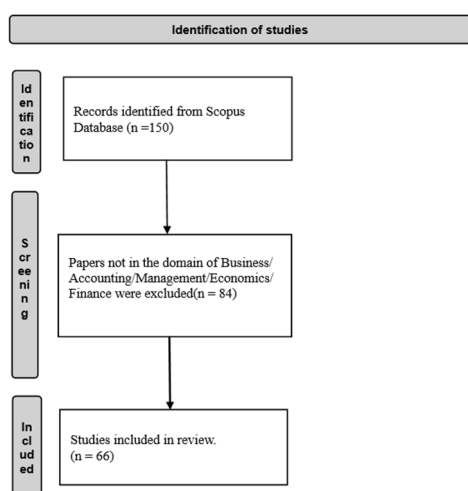 Identification of studies
Id
en
tifi
ca
tio
n
Records identified from Scopus
Database (n =150)
S
cr
ee
ni
n
g
Papers not in the domain of Business/
Accounting/Management/Economics/
Finance were excluded(n = 84)
In
cl
ud
ed
Studies included in review.
(n = 66)